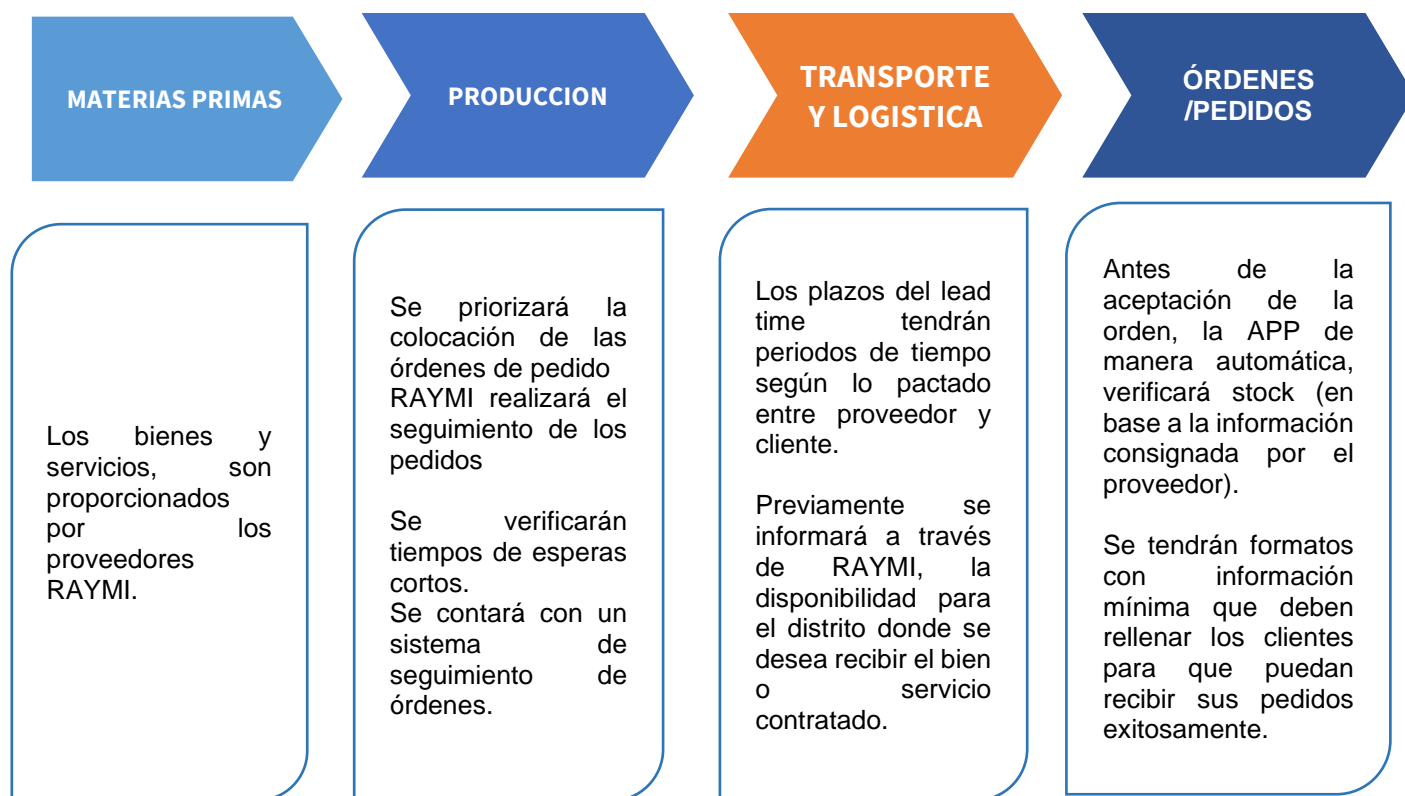 MATERIAS PRIMAS
PRODUCCION
TRANSPORTE
Y LOGISTICA
ÓRDENES
/PEDIDOS
Los bienes y
servicios, son
proporcionados
por los
proveedores
RAYMI.
Se priorizará la
colocación de las
órdenes de pedido
RAYMI realizará el
seguimiento de los
pedidos
Se verificarán
tiempos de esperas
cortos.
Se contará con un
sistema de
seguimiento de
órdenes.
Los plazos del lead
time tendrán
periodos de tiempo
según lo pactado
entre proveedor y
cliente.
Previamente se
informará a través
de RAYMI, la
disponibilidad para
el distrito donde se
desea recibir el bien
o servicio
contratado.
Antes de la
aceptación de la
orden, la APP de
manera automática,
verificará stock (en
base a la información
consignada por el
proveedor).
Se tendrán formatos
con información
mínima que deben
rellenar los clientes
para que puedan
recibir sus pedidos
exitosamente.